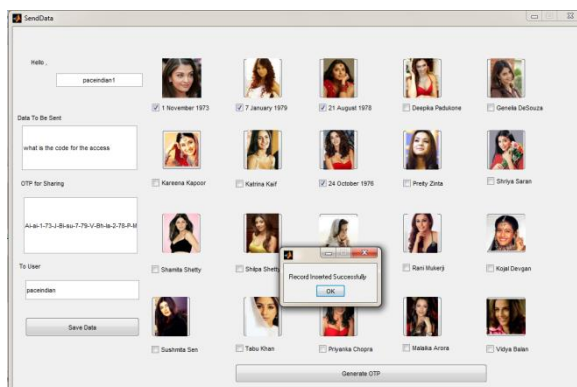 SendData
Hello ,
paceindian1
1 November 1973
7 January 1979
21 August 1978
Deepika Padukone
Genelia DeSouza
Data To Be Sent
what is the code for the access
Kareena Kapoor
Katrina Kaif
24 October 1976
Preity Zinta
Shriya Saran
OTP for Sharing
Ai-ai-1-73-J-Bi-su-7-79-V-Bh-la-2-78-P-M
Shamita Shetty
Shilpa Shetty
Rani Mukerji
Kojal Devgan
Record Inserted Successfully
OK
To User
paceindian
Save Data
Sushmita Sen
Tabu Khan
Priyanka Chopra
Malaika Arora
Vidya Balan
Generate OTP